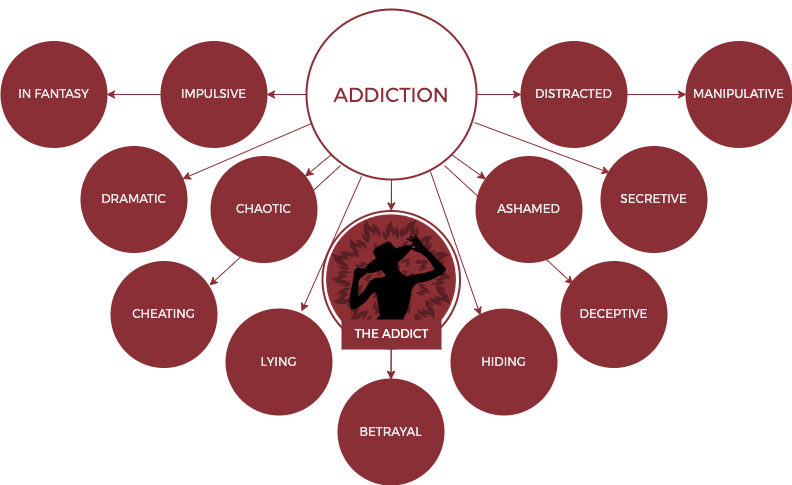 ADDICTION
IN FANTASY
IMPULSIVE
DISTRACTED
MANIPULATIVE
DRAMATIC
CHAOTIC
ASHAMED
SECRETIVE
CHEATING
THE ADDICT
DECEPTIVE
LYING
HIDING
BETRAYAL